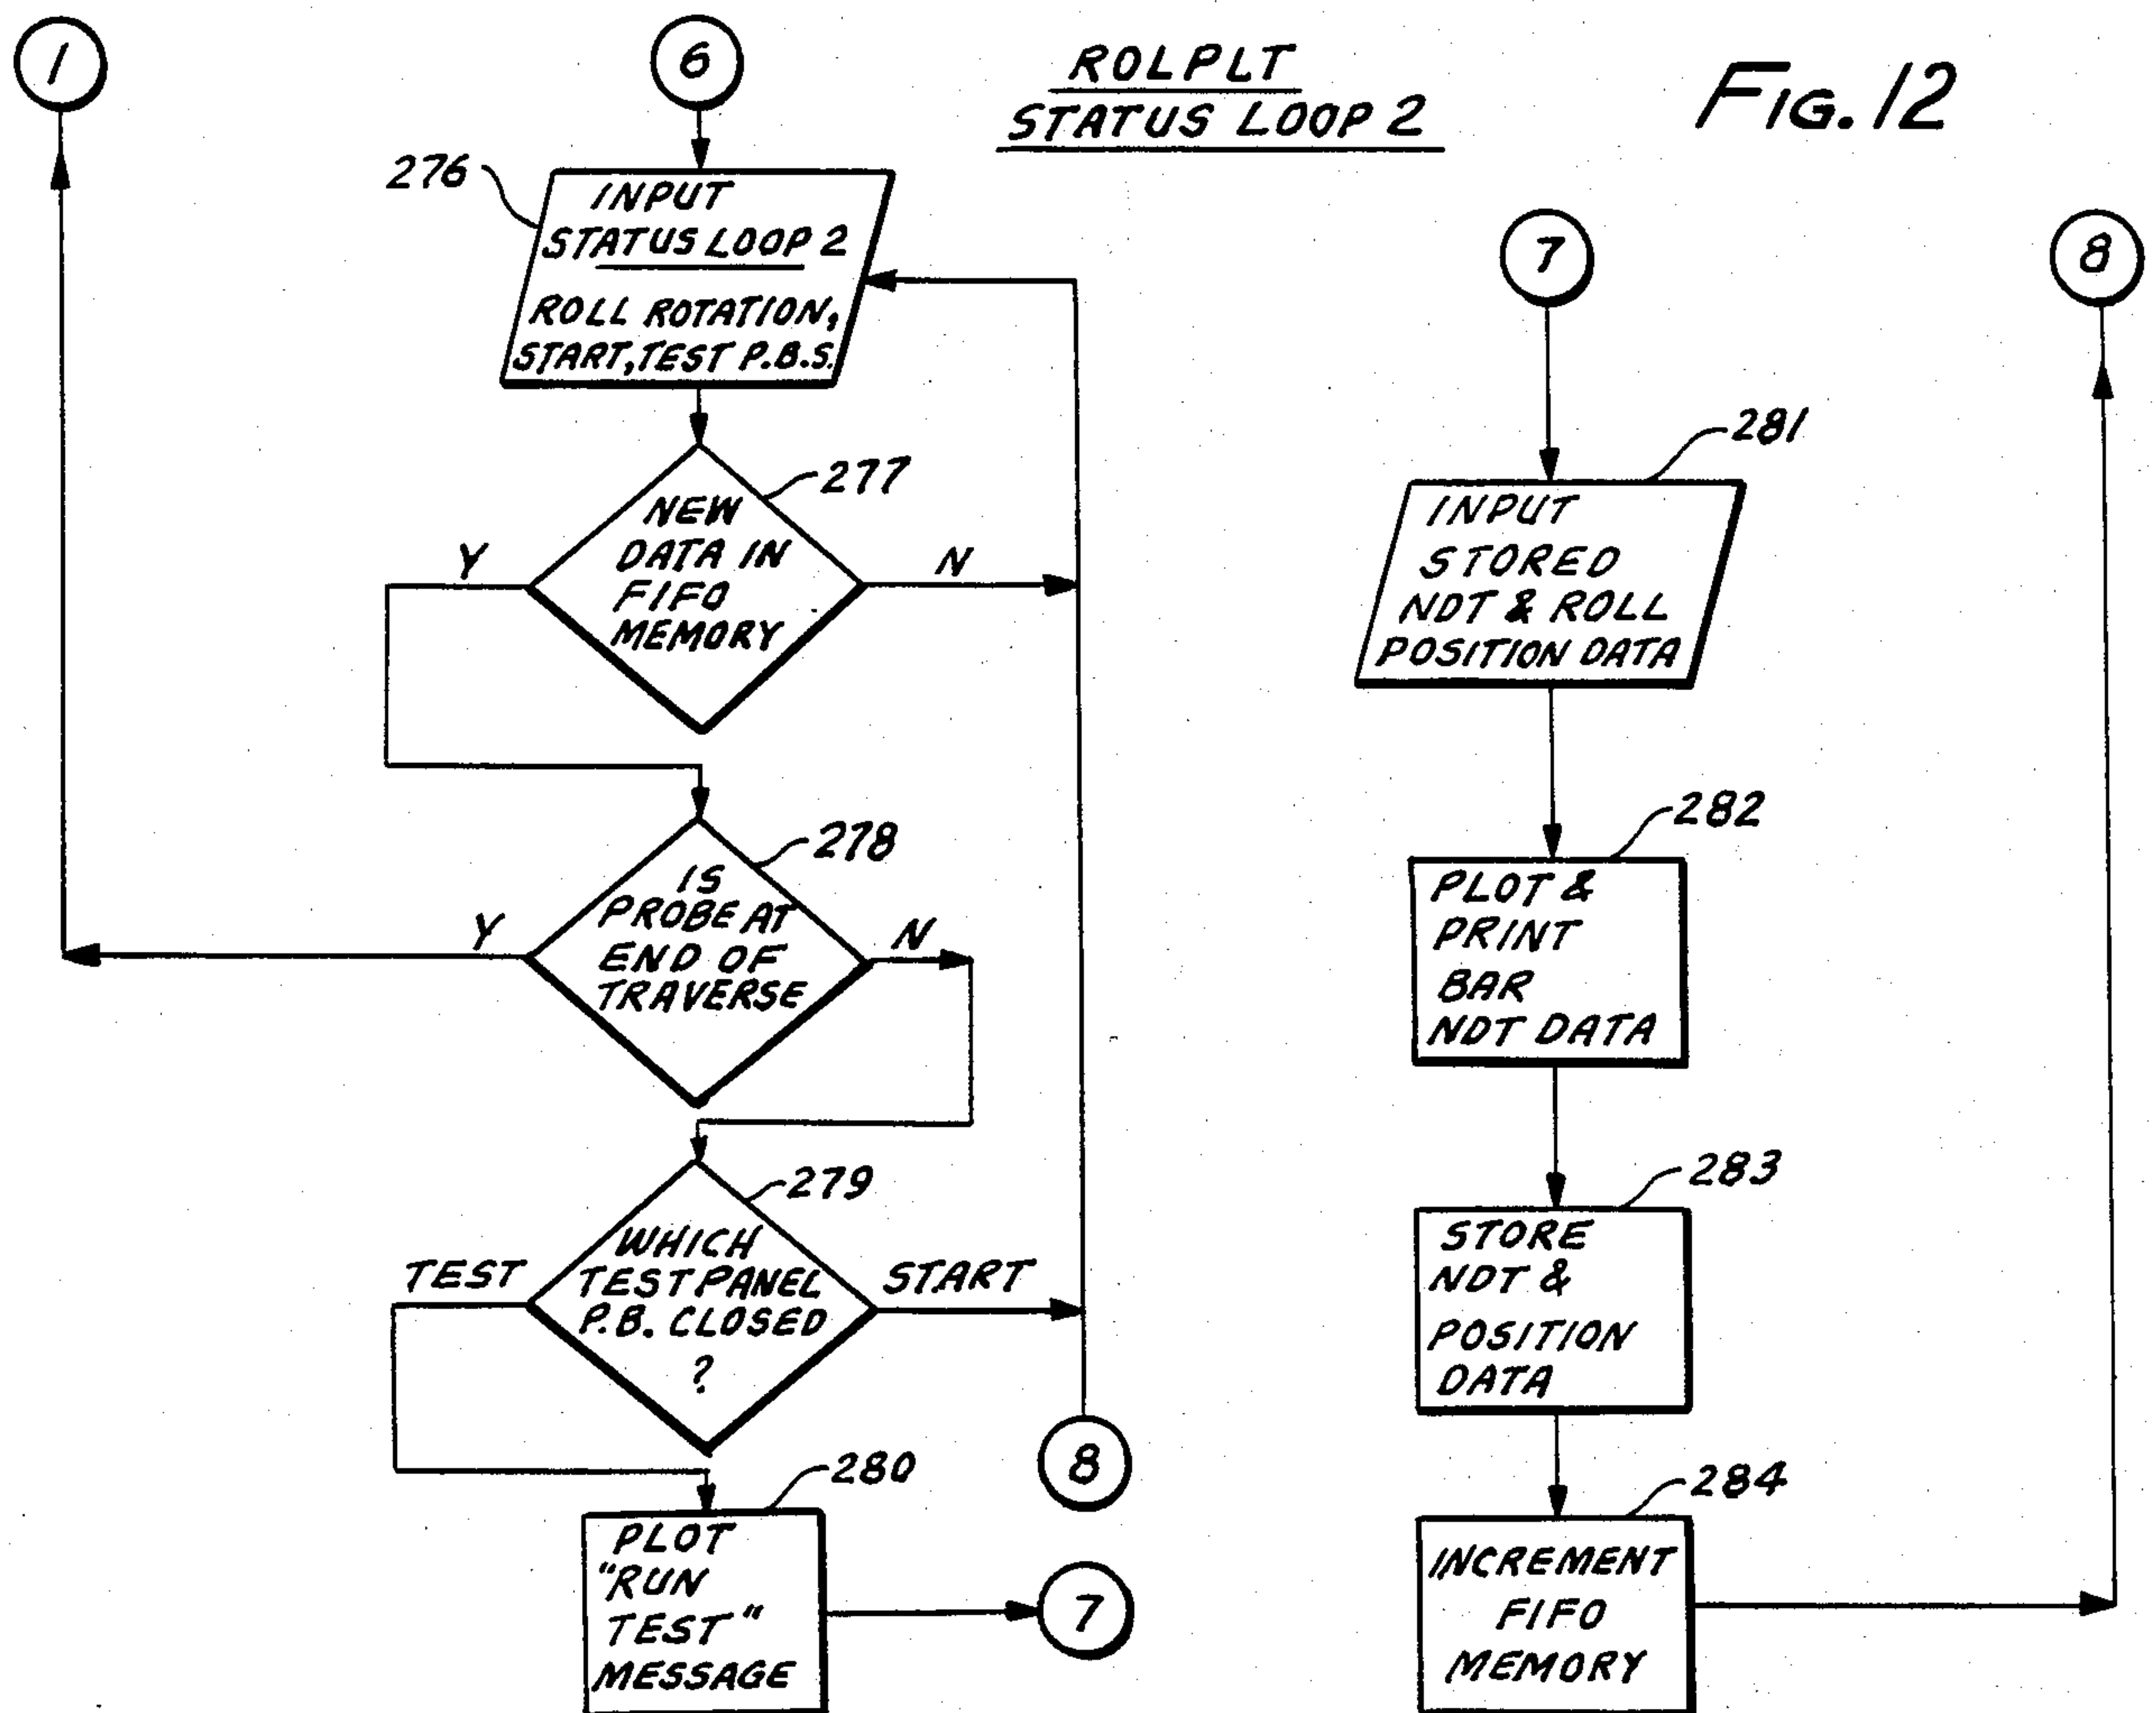 1
6
ROLPLT
STATUS LOOP 2
FIG. 12
276
INPUT
STATUS LOOP 2
ROLL ROTATION,
START, TEST P.B.S.
7
8
277
NEW
DATA IN
FIFO
MEMORY
Y
N
278
IS
PROBE AT
END OF
TRAVERSE
Y
N
279
WHICH
TEST PANEL
P.B. CLOSED
?
TEST
START
8
280
PLOT
"RUN
TEST"
MESSAGE
7
281
INPUT
STORED
NDT & ROLL
POSITION DATA
282
PLOT &
PRINT
BAR
NDT DATA
283
STORE
NDT &
POSITION
DATA
284
INCREMENT
FIFO
MEMORY